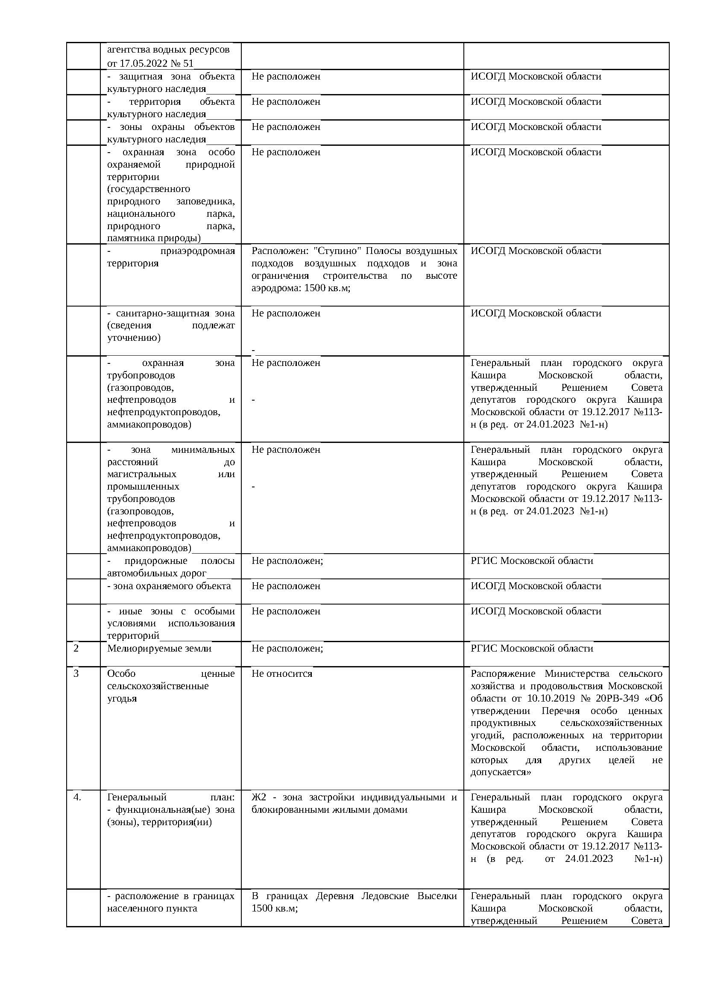 агентства водных ресурсов
от 17.05.2022 № 51
- защитная зона объекта
культурного наследия
Не расположен
ИСОГД Московской области
- территория объекта
культурного наследия
Не расположен
ИСОГД Московской области
- зоны охраны объектов
культурного наследия
Не расположен
ИСОГД Московской области
- охранная зона особо
охраняемой природной
территории
(государственного
природного заповедника,
национального парка,
природного парка,
памятника природы)
Не расположен
ИСОГД Московской области
- приаэродромная
территория
Расположен: "Ступино" Полосы воздушных
подходов воздушных подходов и зона
ограничения строительства по высоте
аэродрома: 1500 кв.м;
ИСОГД Московской области
- санитарно-защитная зона
(сведения подлежат
уточнению)
Не расположен
-
ИСОГД Московской области
- охранная зона
трубопроводов
(газопроводов,
нефтепроводов и
нефтепродуктопроводов,
аммиакопроводов)
Не расположен
-
Генеральный план городского округа
Кашира Московской области,
утвержденный Решением Совета
депутатов городского округа Кашира
Московской области от 19.12.2017 №113-
н (в ред. от 24.01.2023 №1-н)
- зона минимальных
расстояний до
магистральных или
промышленных
трубопроводов
(газопроводов,
нефтепроводов и
нефтепродуктопроводов,
аммиакопроводов)
Не расположен
-
Генеральный план городского округа
Кашира Московской области,
утвержденный Решением Совета
депутатов городского округа Кашира
Московской области от 19.12.2017 №113-
н (в ред. от 24.01.2023 №1-н)
- придорожные полосы
автомобильных дорог
Не расположен;
РГИС Московской области
- зона охраняемого объекта
Не расположен
ИСОГД Московской области
- иные зоны с особыми
условиями использования
территорий
Не расположен
ИСОГД Московской области
2
Мелиорируемые земли
Не расположен;
РГИС Московской области
3
Особо ценные
сельскохозяйственные
угодья
Не относится
Распоряжение Министерства сельского
хозяйства и продовольствия Московской
области от 10.10.2019 № 20РВ-349 «Об
утверждении Перечня особо ценных
продуктивных сельскохозяйственных
угодий, расположенных на территории
Московской области, использование
которых для других целей не
допускается»
4.
Генеральный план:
- функциональная(ые) зона
(зоны), территория(ии)
Ж2 - зона застройки индивидуальными и
блокированными жилыми домами
Генеральный план городского округа
Кашира Московской области,
утвержденный Решением Совета
депутатов городского округа Кашира
Московской области от 19.12.2017 №113-
н (в ред. от 24.01.2023 №1-н)
- расположение в границах
населенного пункта
В границах Деревня Ледовские Выселки
1500 кв.м;
Генеральный план городского округа
Кашира Московской области,
утвержденный Решением Совета